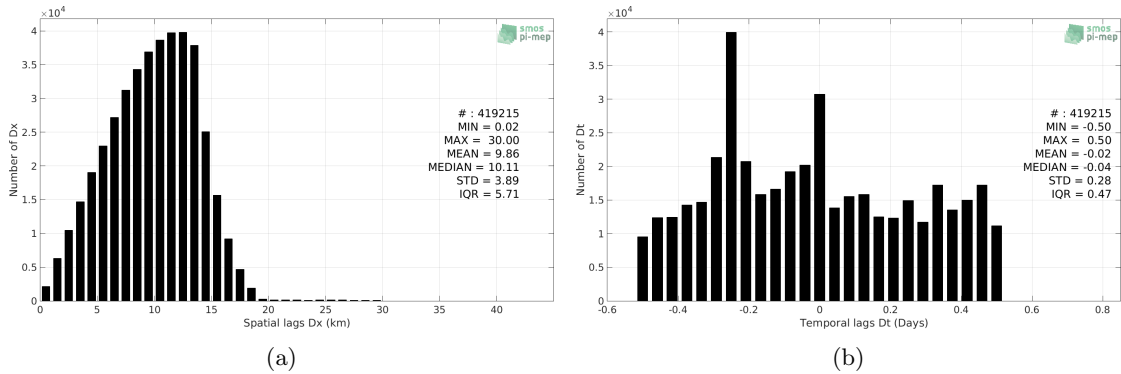 ×10⁴
4
3.5
3
2.5
2
1.5
1
0.5
0
Number of Dx
0 5 10 15 20 25 30 35 40
Spatial lags Dx (km)
smos
pi-mep
# : 419215
MIN = 0.02
MAX = 30.00
MEAN = 9.86
MEDIAN = 10.11
STD = 3.89
IQR = 5.71
(a)
×10⁴
4
3.5
3
2.5
2
1.5
1
0.5
0
Number of Dt
-0.6 -0.4 -0.2 0 0.2 0.4 0.6 0.8
Temporal lags Dt (Days)
smos
pi-mep
# : 419215
MIN = -0.50
MAX = 0.50
MEAN = -0.02
MEDIAN = -0.04
STD = 0.28
IQR = 0.47
(b)